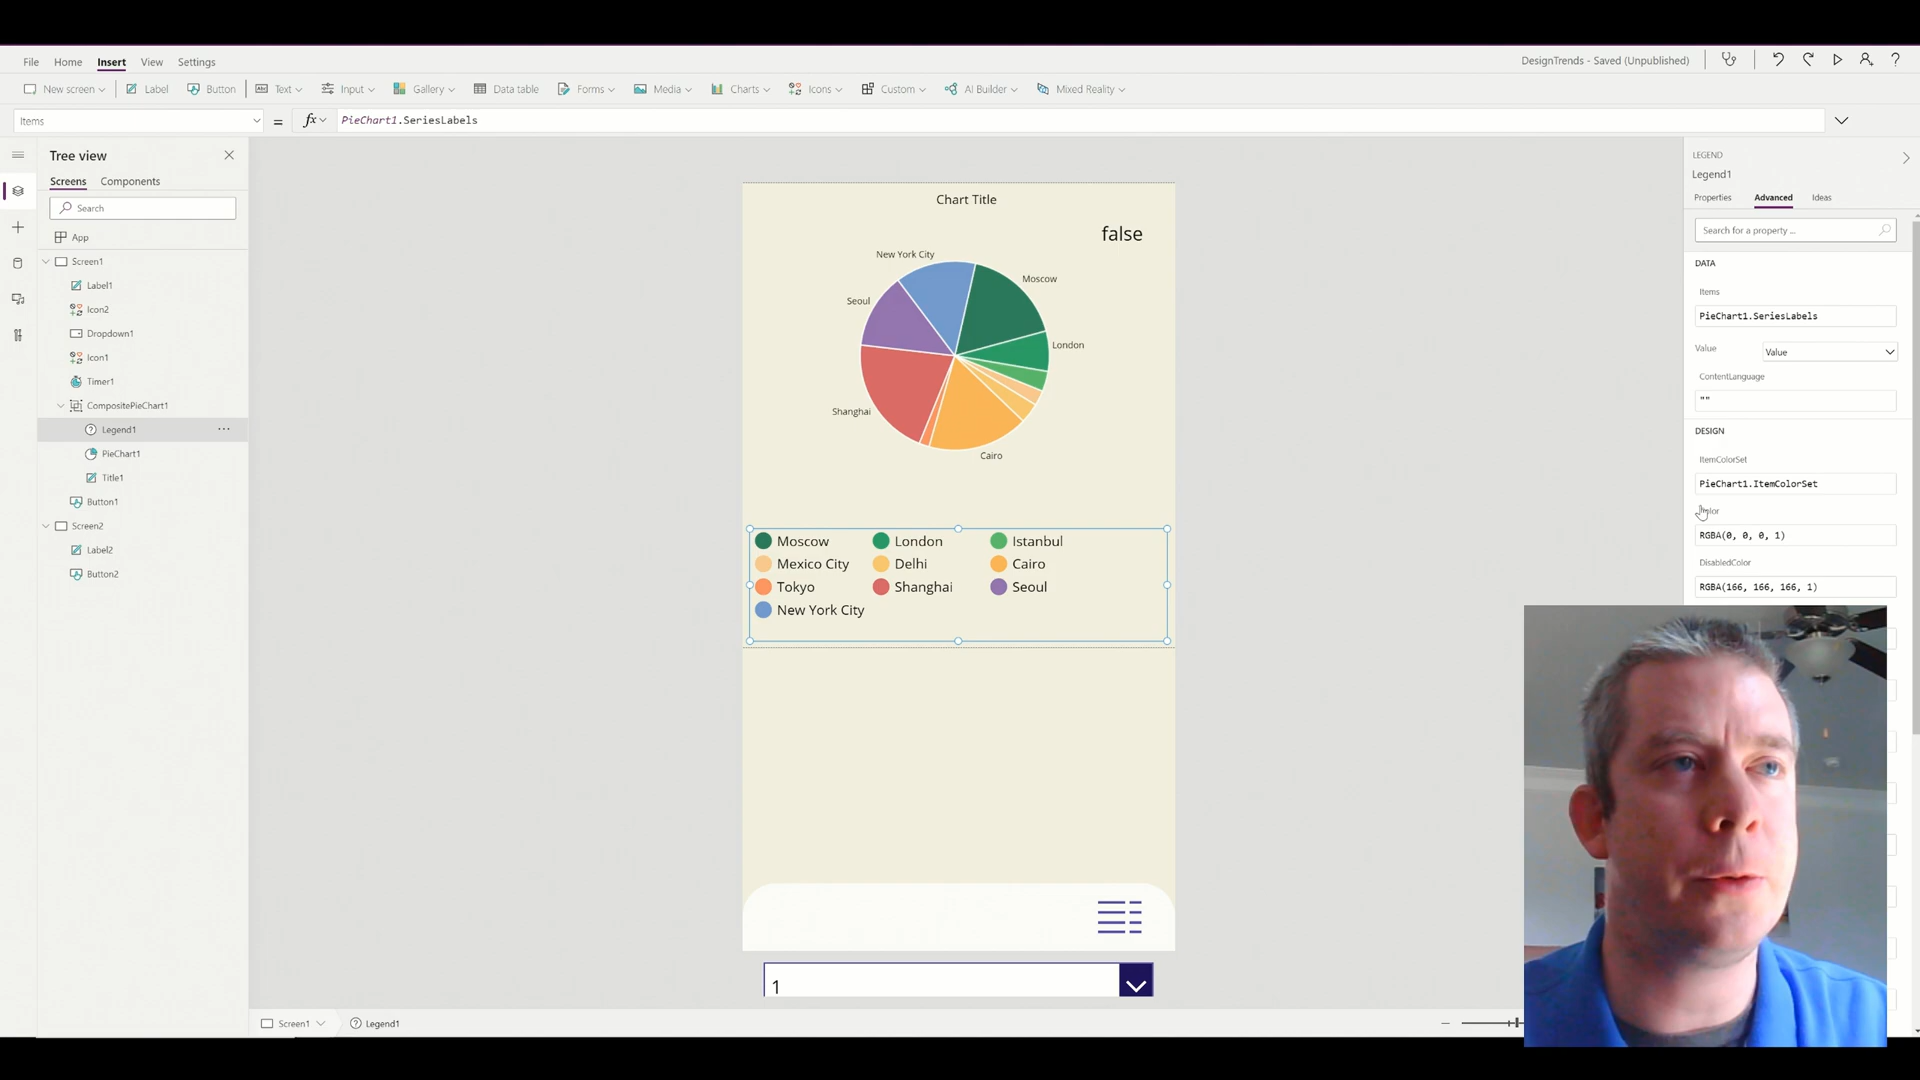 File Home Insert View Settings
DesignTrends - Saved (Unpublished)
New screen Label Button Text Input Gallery Data table Forms Media Charts Icons Custom AI Builder Mixed Reality
Items = fx PieChart1.SeriesLabels
Tree view
Screens Components
Search
App
Screen1
Label1
Icon2
Dropdown1
Icon1
Timer1
CompositePieChart1
Legend1 ...
PieChart1
Title1
Button1
Screen2
Label2
Button2
Chart Title
false
New York City
Moscow
Seoul
London
Shanghai
Cairo
Moscow London Istanbul
Mexico City Delhi Cairo
Tokyo Shanghai Seoul
New York City
1
Screen1 Legend1
LEGEND
Legend1
Properties Advanced Ideas
Search for a property ...
DATA
Items
PieChart1.SeriesLabels
Value Value
ContentLanguage
""
DESIGN
ItemColorSet
PieChart1.ItemColorSet
RGBA(0, 0, 0, 1)
DisabledColor
RGBA(166, 166, 166, 1)